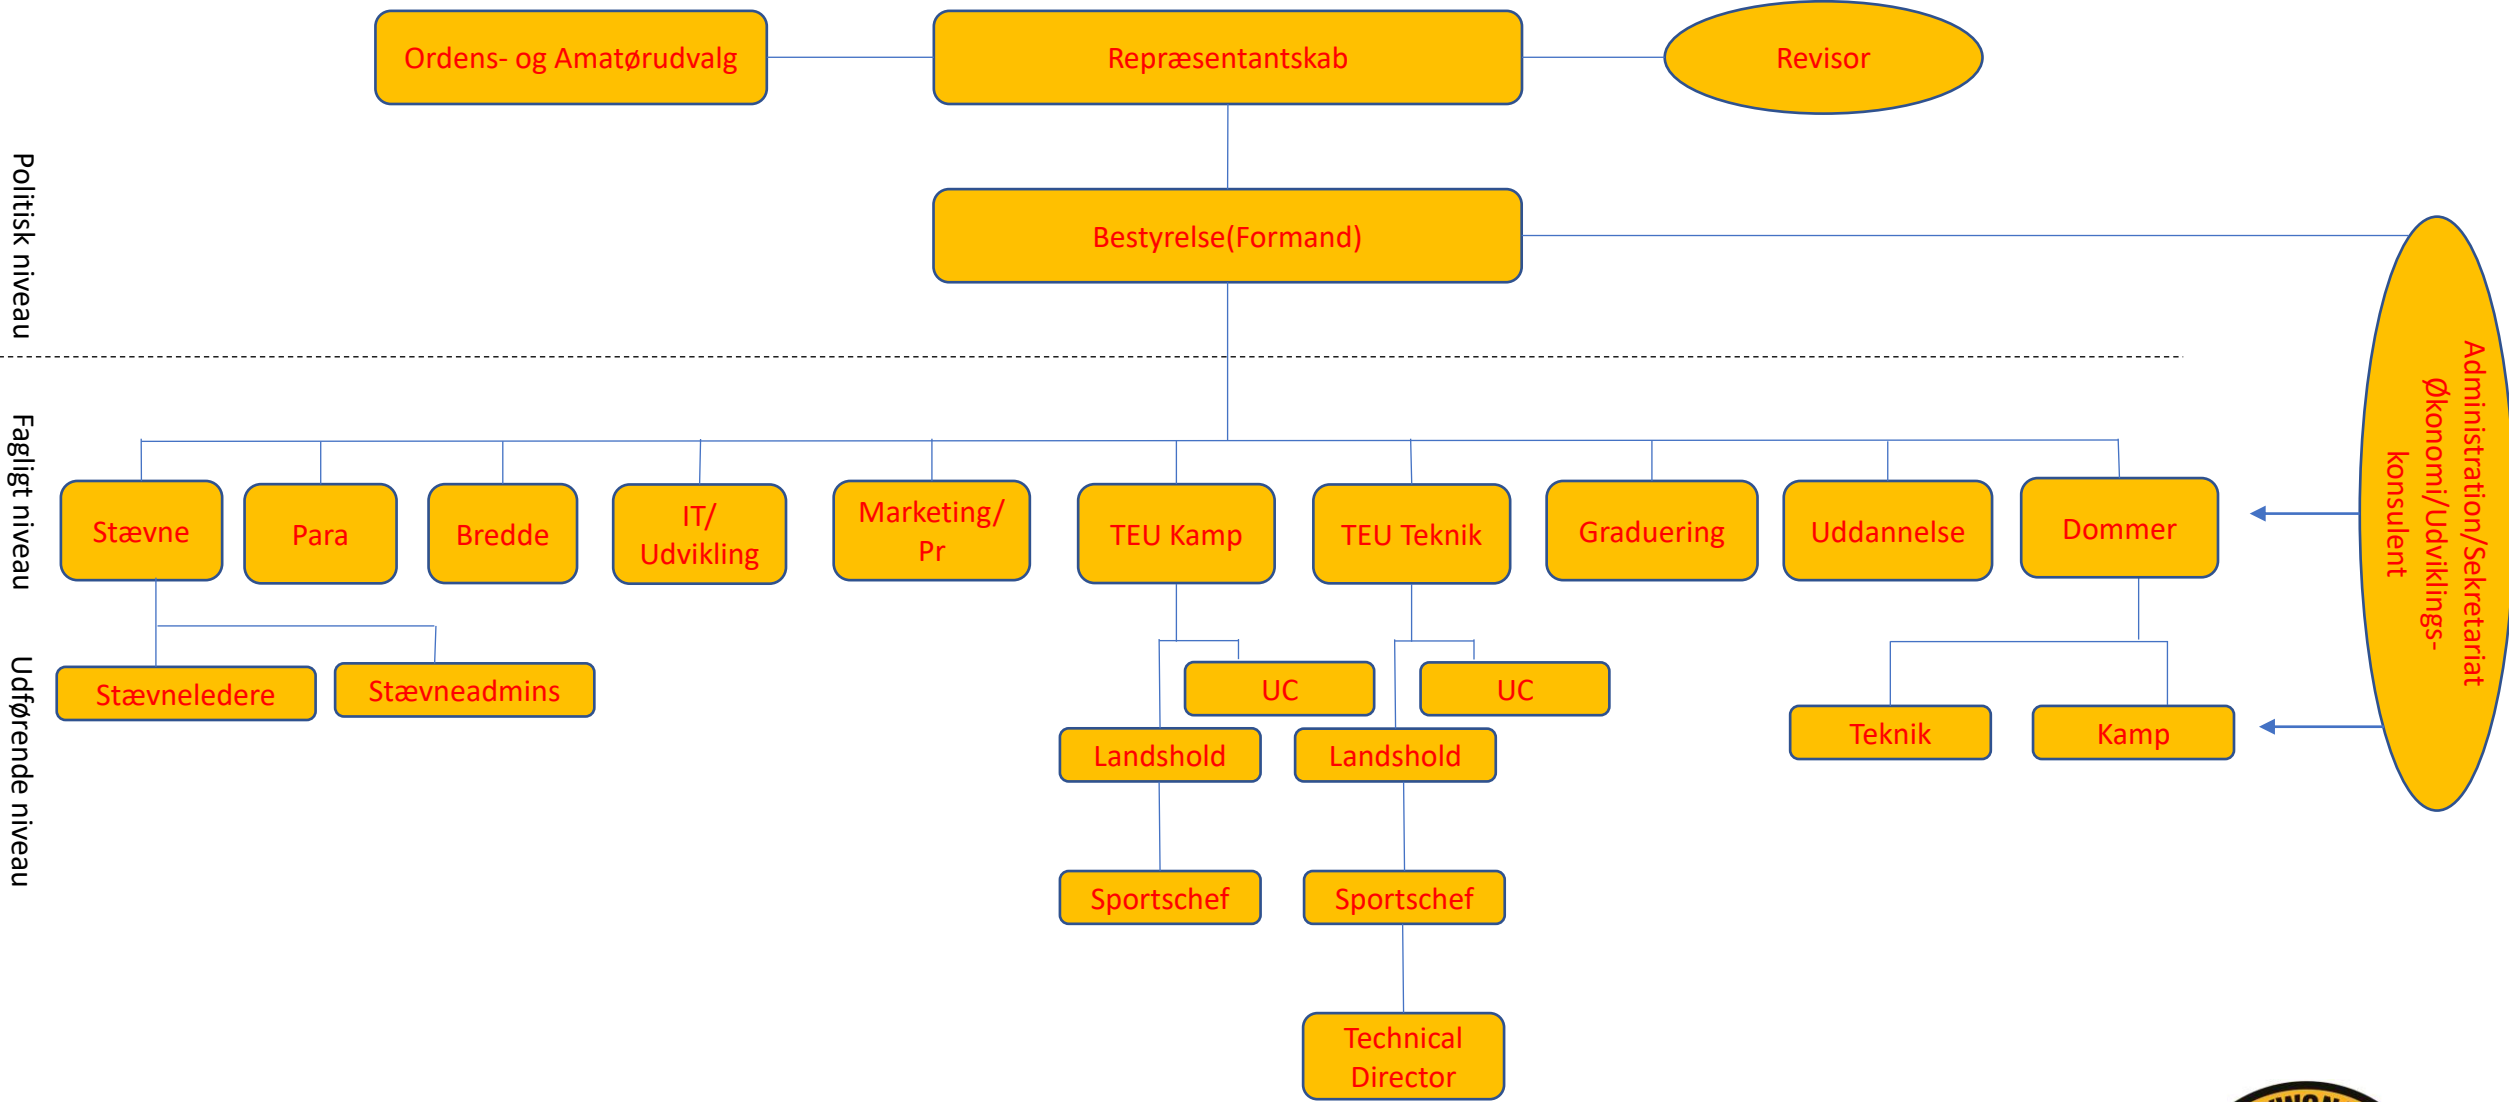 Ordens- og Amatørudvalg
Repræsentantskab
Revisor
Politisk niveau
Bestyrelse(Formand)
Administration/Sekretariat
Økonomi/Udviklings-
konsulent
Fagligt niveau
Stævne
Para
Bredde
IT/
Udvikling
Marketing/
Pr
TEU Kamp
TEU Teknik
Graduering
Uddannelse
Dommer
Udførende niveau
Stævneledere
Stævneadmins
UC
UC
Landshold
Landshold
Teknik
Kamp
Sportschef
Sportschef
Technical
Director